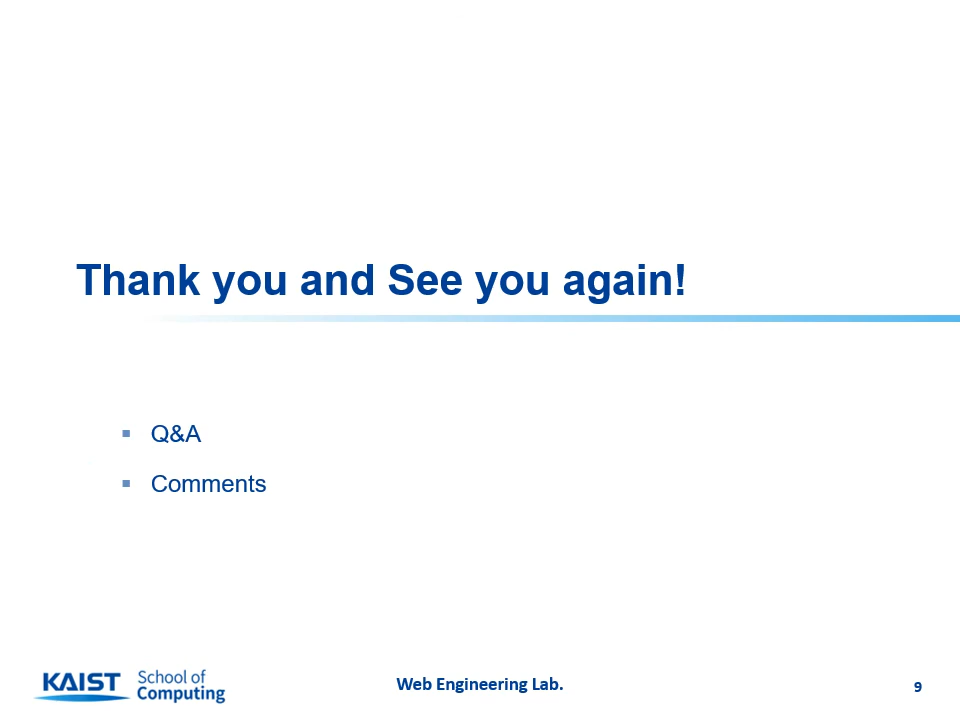 Thank you and See you again!
▪ Q&A
▪ Comments
KAIST School of Computing
Web Engineering Lab.
9